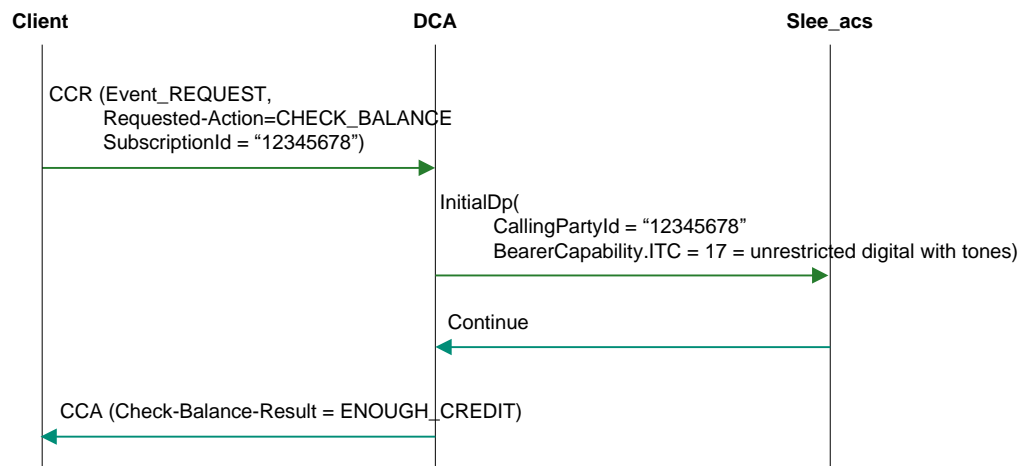 Client DCA Slee_acs
CCR (Event_REQUEST,
Requested-Action=CHECK_BALANCE
SubscriptionId = “12345678”)
InitialDp(
CallingPartyId = “12345678”
BearerCapability.ITC = 17 = unrestricted digital with tones)
Continue
CCA (Check-Balance-Result = ENOUGH_CREDIT)